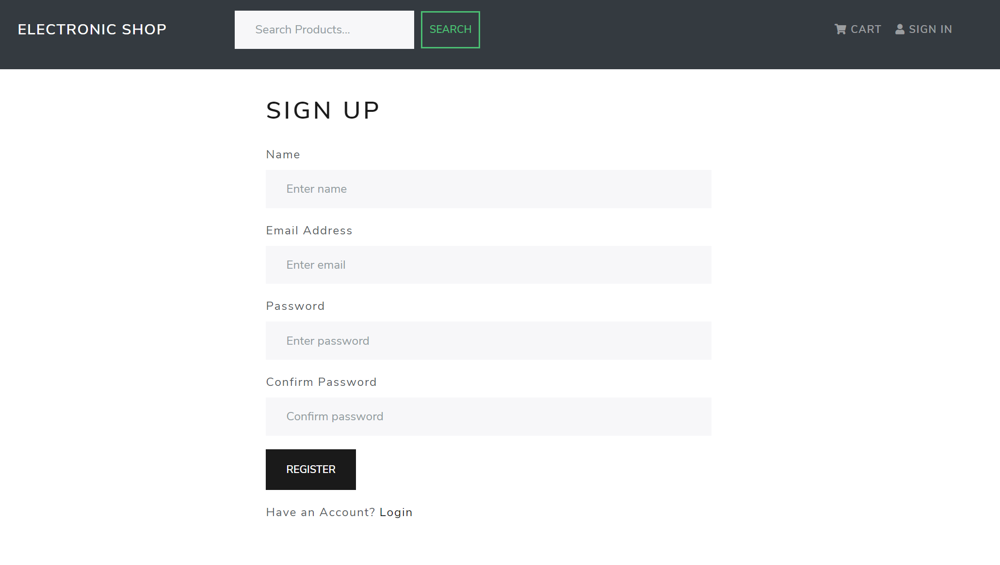 ELECTRONIC SHOP
Search Products...
SEARCH
CART
SIGN IN
SIGN UP
Name
Enter name
Email Address
Enter email
Password
Enter password
Confirm Password
Confirm password
REGISTER
Have an Account? Login